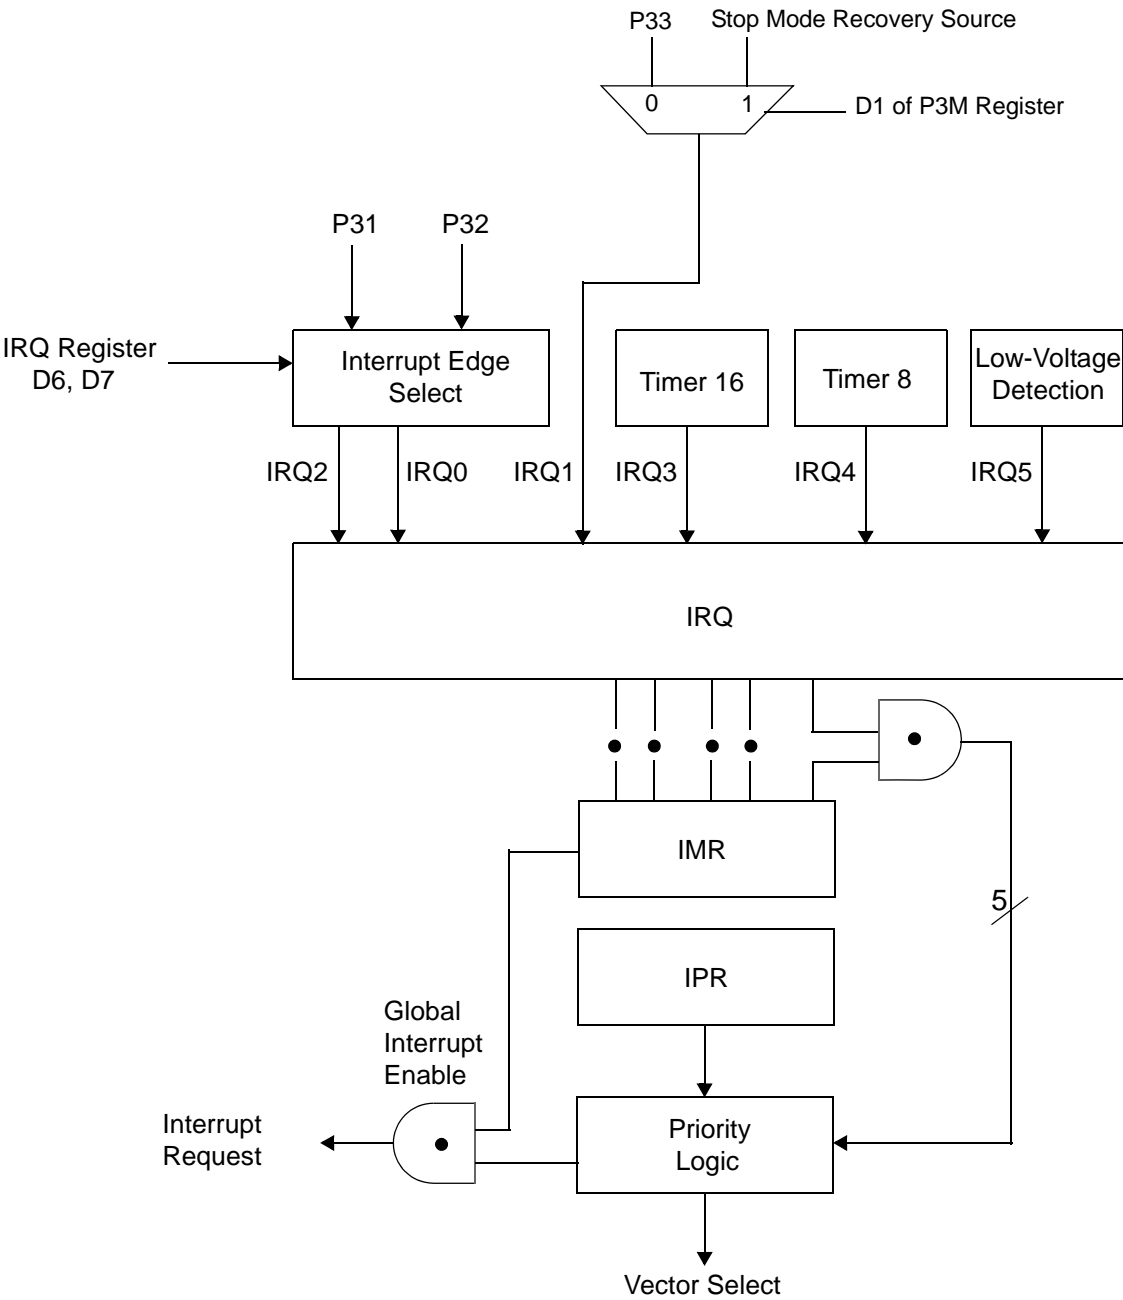 P33
Stop Mode Recovery Source
0
1
D1 of P3M Register
P31
P32
IRQ Register
D6, D7
Interrupt Edge
Select
Timer 16
Timer 8
Low-Voltage
Detection
IRQ2
IRQ0
IRQ1
IRQ3
IRQ4
IRQ5
IRQ
IMR
5
IPR
Global
Interrupt
Enable
Interrupt
Request
Priority
Logic
Vector Select